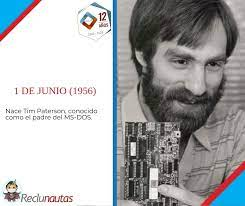 12
años
1 DE JUNIO (1956)
Nace Tim Paterson, conocido
como el padre del MS-DOS.
Reclunautas